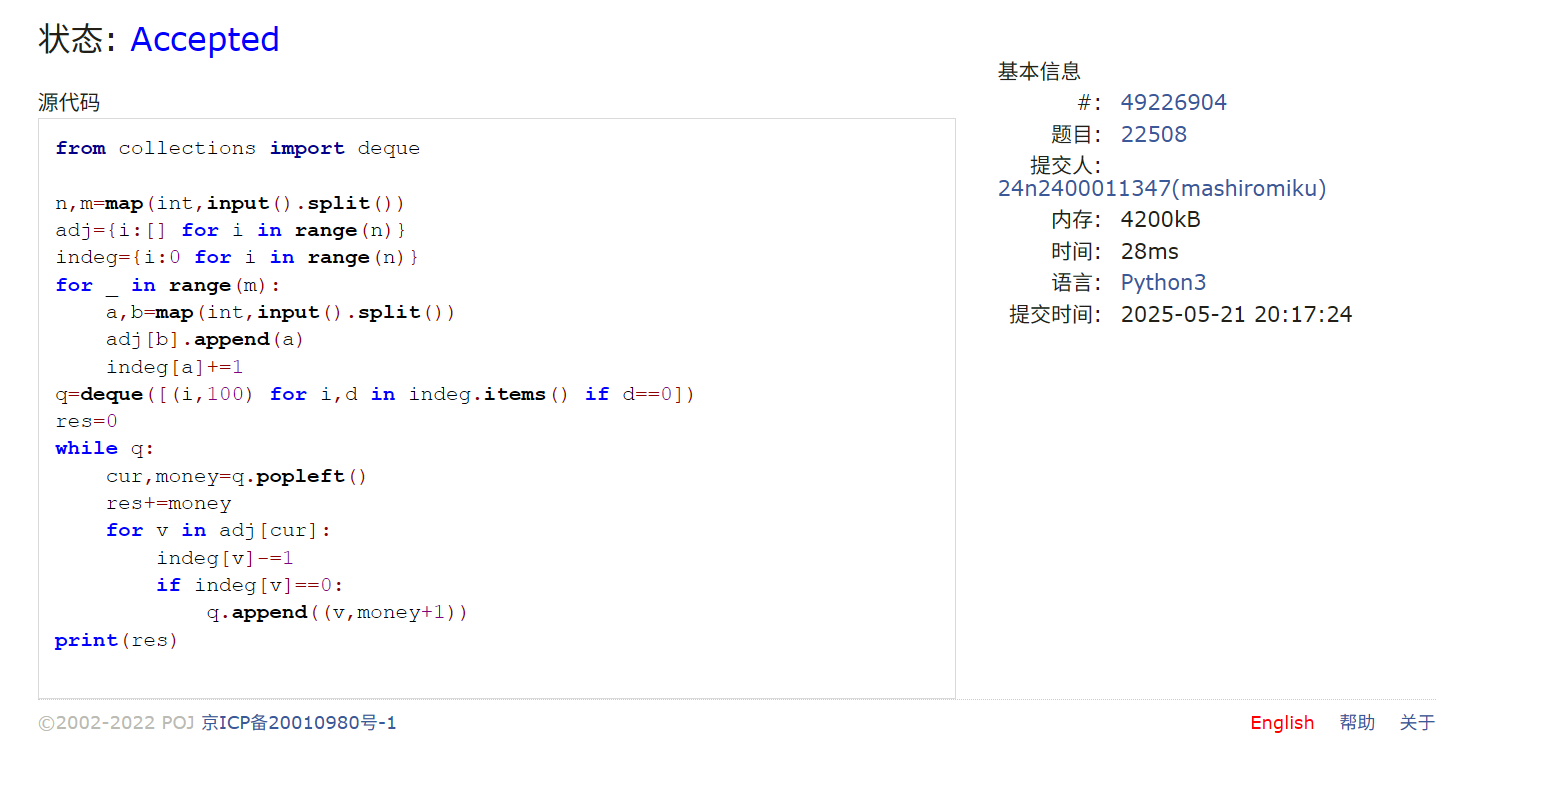 状态: Accepted
源代码
from collections import deque

n,m=map(int,input().split())
adj={i:[] for i in range(n)}
indeg={i:0 for i in range(n)}
for _ in range(m):
    a,b=map(int,input().split())
    adj[b].append(a)
    indeg[a]+=1
q=deque([(i,100) for i,d in indeg.items() if d==0])
res=0
while q:
    cur,money=q.popleft()
    res+=money
    for v in adj[cur]:
        indeg[v]-=1
        if indeg[v]==0:
            q.append((v,money+1))
print(res)
基本信息
#: 49226904
题目: 22508
提交人:
24n2400011347(mashiromiku)
内存: 4200kB
时间: 28ms
语言: Python3
提交时间: 2025-05-21 20:17:24
©2002-2022 POJ 京ICP备20010980号-1
English 帮助 关于